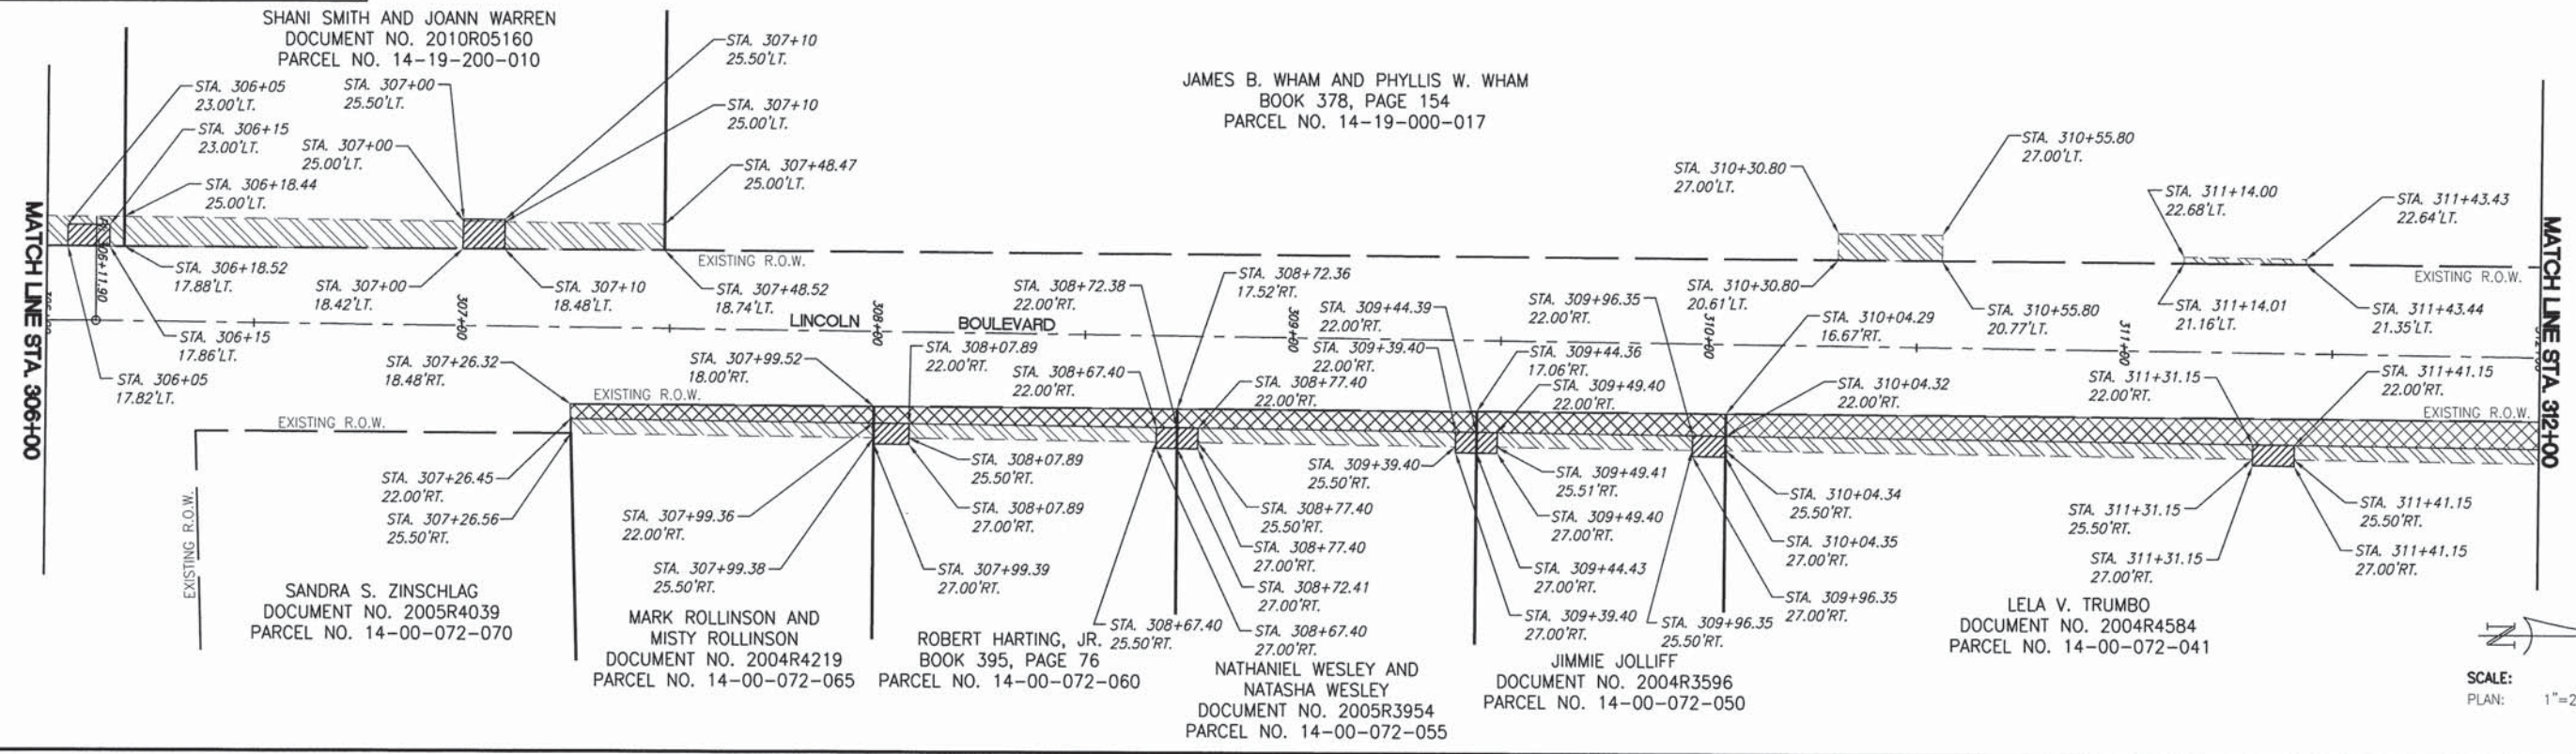 SHANI SMITH AND JOANN WARREN
DOCUMENT NO. 2010R05160
PARCEL NO. 14-19-200-010
JAMES B. WHAM AND PHYLLIS W. WHAM
BOOK 378, PAGE 154
PARCEL NO. 14-19-000-017
STA. 306+05
23.00'LT.
STA. 306+15
23.00'LT.
STA. 306+18.44
25.00'LT.
STA. 307+00
25.50'LT.
STA. 307+00
25.00'LT.
STA. 307+10
25.50'LT.
STA. 307+10
25.00'LT.
STA. 307+48.47
25.00'LT.
STA. 310+30.80
27.00'LT.
STA. 310+55.80
27.00'LT.
STA. 311+14.00
22.68'LT.
STA. 311+43.43
22.64'LT.
MATCH LINE STA. 306+00
306+11.90
STA. 306+18.52
17.88'LT.
STA. 306+15
17.86'LT.
STA. 306+05
17.82'LT.
STA. 307+00
18.42'LT.
STA. 307+10
18.48'LT.
STA. 307+48.52
18.74'LT.
EXISTING R.O.W.
STA. 310+30.80
20.61'LT.
STA. 310+55.80
20.77'LT.
STA. 311+14.01
21.16'LT.
STA. 311+43.44
21.35'LT.
EXISTING R.O.W.
MATCH LINE STA. 312+00
307+00
LINCOLN BOULEVARD
308+00
309+00
310+00
311+00
STA. 307+26.32
18.48'RT.
STA. 307+99.52
18.00'RT.
STA. 308+07.89
22.00'RT.
STA. 308+72.38
22.00'RT.
STA. 308+67.40
22.00'RT.
STA. 308+72.36
17.52'RT.
STA. 308+77.40
22.00'RT.
STA. 309+44.39
22.00'RT.
STA. 309+39.40
22.00'RT.
STA. 309+44.36
17.06'RT.
STA. 309+49.40
22.00'RT.
STA. 309+96.35
22.00'RT.
STA. 310+04.29
16.67'RT.
STA. 310+04.32
22.00'RT.
STA. 311+31.15
22.00'RT.
STA. 311+41.15
22.00'RT.
EXISTING R.O.W.
EXISTING R.O.W.
EXISTING R.O.W.
EXISTING R.O.W.
STA. 307+26.45
22.00'RT.
STA. 307+26.56
25.50'RT.
STA. 307+99.36
22.00'RT.
STA. 307+99.38
25.50'RT.
STA. 308+07.89
25.50'RT.
STA. 308+07.89
27.00'RT.
STA. 307+99.39
27.00'RT.
STA. 308+67.40
25.50'RT.
STA. 308+77.40
25.50'RT.
STA. 308+77.40
27.00'RT.
STA. 308+72.41
27.00'RT.
STA. 308+67.40
27.00'RT.
STA. 309+39.40
25.50'RT.
STA. 309+49.41
25.51'RT.
STA. 309+49.40
27.00'RT.
STA. 309+44.43
27.00'RT.
STA. 309+39.40
27.00'RT.
STA. 309+96.35
25.50'RT.
STA. 310+04.34
25.50'RT.
STA. 310+04.35
27.00'RT.
STA. 309+96.35
27.00'RT.
STA. 311+31.15
25.50'RT.
STA. 311+31.15
27.00'RT.
STA. 311+41.15
25.50'RT.
STA. 311+41.15
27.00'RT.
SANDRA S. ZINSCHLAG
DOCUMENT NO. 2005R4039
PARCEL NO. 14-00-072-070
MARK ROLLINSON AND
MISTY ROLLINSON
DOCUMENT NO. 2004R4219
PARCEL NO. 14-00-072-065
ROBERT HARTING, JR.
BOOK 395, PAGE 76
PARCEL NO. 14-00-072-060
NATHANIEL WESLEY AND
NATASHA WESLEY
DOCUMENT NO. 2005R3954
PARCEL NO. 14-00-072-055
JIMMIE JOLLIFF
DOCUMENT NO. 2004R3596
PARCEL NO. 14-00-072-050
LELA V. TRUMBO
DOCUMENT NO. 2004R4584
PARCEL NO. 14-00-072-041
N
SCALE:
PLAN: 1"=2